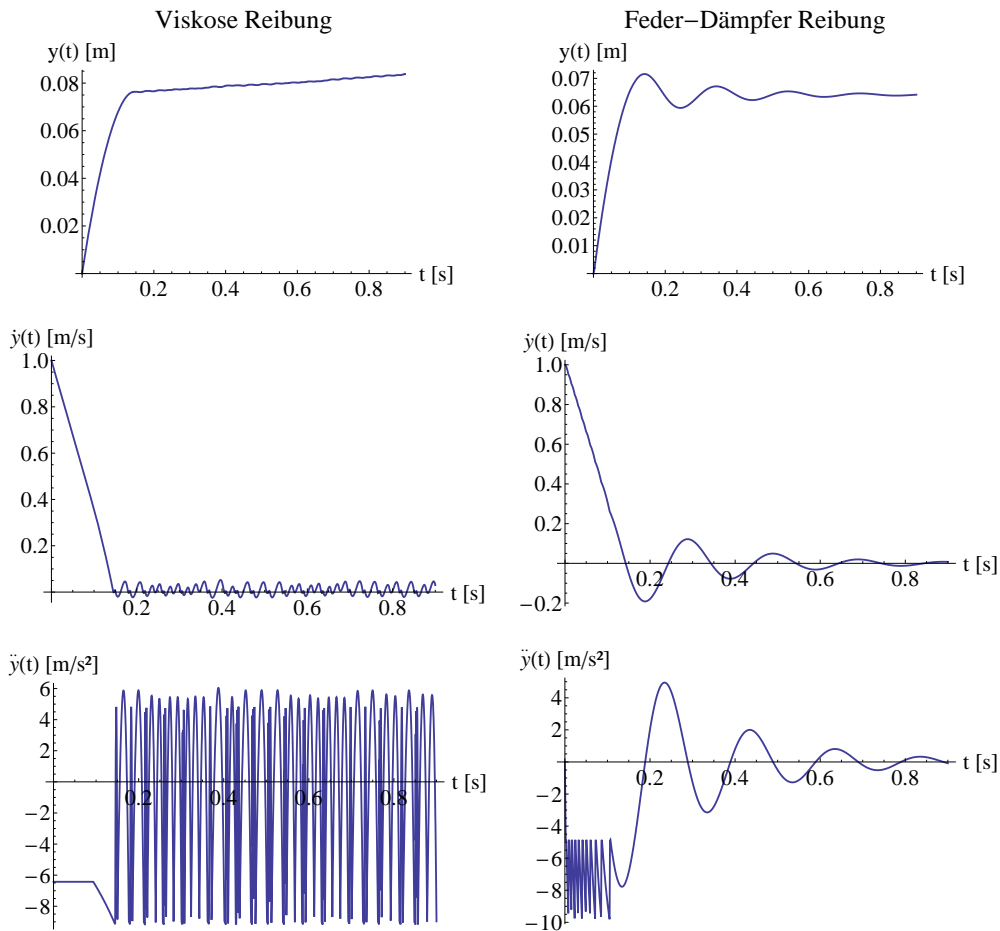 Viskose Reibung
y(t) [m]
0.08
0.06
0.04
0.02
0.2 0.4 0.6 0.8
t [s]
Feder−Dämpfer Reibung
y(t) [m]
0.07
0.06
0.05
0.04
0.03
0.02
0.01
0.2 0.4 0.6 0.8
t [s]
ẏ(t) [m/s]
1.0
0.8
0.6
0.4
0.2
0.2 0.4 0.6 0.8
t [s]
ẏ(t) [m/s]
1.0
0.8
0.6
0.4
0.2
−0.2
0.2 0.4 0.6 0.8
t [s]
ÿ(t) [m/s²]
6
4
2
−2
−4
−6
−8
0.2 0.4 0.6 0.8
t [s]
ÿ(t) [m/s²]
4
2
−2
−4
−6
−8
−10
0.2 0.4 0.6 0.8
t [s]